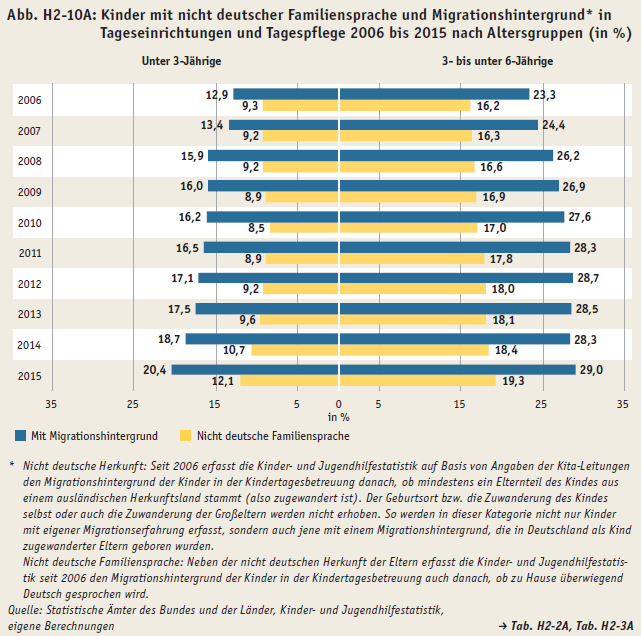 Abb. H2-10A: Kinder mit nicht deutscher Familiensprache und Migrationshintergrund* in
Tageseinrichtungen und Tagespflege 2006 bis 2015 nach Altersgruppen (in %)
Unter 3-Jährige 3- bis unter 6-Jährige
2006 12,9 23,3
9,3 16,2
2007 13,4 24,4
9,2 16,3
2008 15,9 26,2
9,2 16,6
2009 16,0 26,9
8,9 16,9
2010 16,2 27,6
8,5 17,0
2011 16,5 28,3
8,9 17,8
2012 17,1 28,7
9,2 18,0
2013 17,5 28,5
9,6 18,1
2014 18,7 28,3
10,7 18,4
2015 20,4 29,0
12,1 19,3
35 25 15 5 0 5 15 25 35
in %
Mit Migrationshintergrund Nicht deutsche Familiensprache
* Nicht deutsche Herkunft: Seit 2006 erfasst die Kinder- und Jugendhilfestatistik auf Basis von Angaben der Kita-Leitungen
den Migrationshintergrund der Kinder in der Kindertagesbetreuung danach, ob mindestens ein Elternteil des Kindes aus
einem ausländischen Herkunftsland stammt (also zugewandert ist). Der Geburtsort bzw. die Zuwanderung des Kindes
selbst oder auch die Zuwanderung der Großeltern werden nicht erhoben. So werden in dieser Kategorie nicht nur Kinder
mit eigener Migrationserfahrung erfasst, sondern auch jene mit einem Migrationshintergrund, die in Deutschland als Kind
zugewanderter Eltern geboren wurden.
Nicht deutsche Familiensprache: Neben der nicht deutschen Herkunft der Eltern erfasst die Kinder- und Jugendhilfestatis-
tik seit 2006 den Migrationshintergrund der Kinder in der Kindertagesbetreuung auch danach, ob zu Hause überwiegend
Deutsch gesprochen wird.
Quelle: Statistische Ämter des Bundes und der Länder, Kinder- und Jugendhilfestatistik,
eigene Berechnungen → Tab. H2-2A, Tab. H2-3A